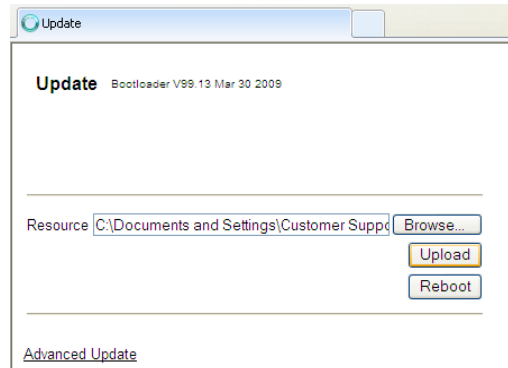 Update
Update Bootloader V99.13 Mar 30 2009
Resource C:\Documents and Settings\Customer Suppo Browse...
Upload
Reboot
Advanced Update